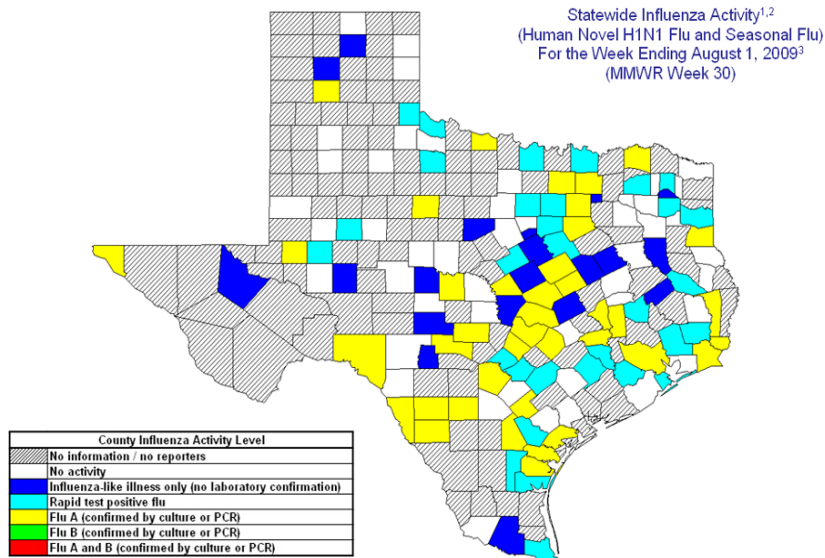 Statewide Influenza Activity1,2
(Human Novel H1N1 Flu and Seasonal Flu)
For the Week Ending August 1, 20093
(MMWR Week 30)
County Influenza Activity Level
No information / no reporters
No activity
Influenza-like illness only (no laboratory confirmation)
Rapid test positive flu
Flu A (confirmed by culture or PCR)
Flu B (confirmed by culture or PCR)
Flu A and B (confirmed by culture or PCR)